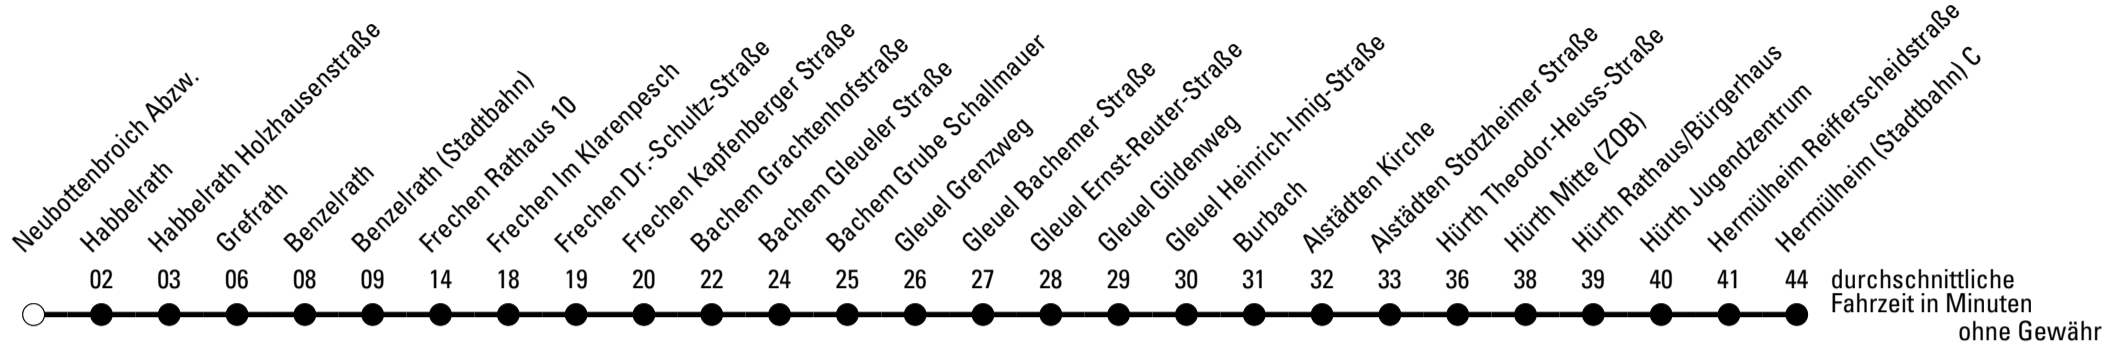 Neubottenbroich Abzw.
Habbelrath
Habbelrath Holzhausenstraße
Grefrath
Benzelrath
Benzelrath (Stadtbahn)
Frechen Rathaus 10
Frechen Im Klarenpesch
Frechen Dr.-Schultz-Straße
Frechen Kapfenberger Straße
Bachem Grachtenhofstraße
Bachem Gleueler Straße
Bachem Grube Schallmauer
Gleuel Grenzweg
Gleuel Bachemer Straße
Gleuel Ernst-Reuter-Straße
Gleuel Gildenweg
Gleuel Heinrich-Imig-Straße
Burbach
Alstädten Kirche
Alstädten Stotzheimer Straße
Hürth Theodor-Heuss-Straße
Hürth Mitte (ZOB)
Hürth Rathaus/Bürgerhaus
Hürth Jugendzentrum
Hermülheim Reifferscheidstraße
Hermülheim (Stadtbahn) C
02 03 06 08 09 14 18 19 20 22 24 25 26 27 28 29 30 31 32 33 36 38 39 40 41 44 durchschnittliche
Fahrzeit in Minuten
ohne Gewähr